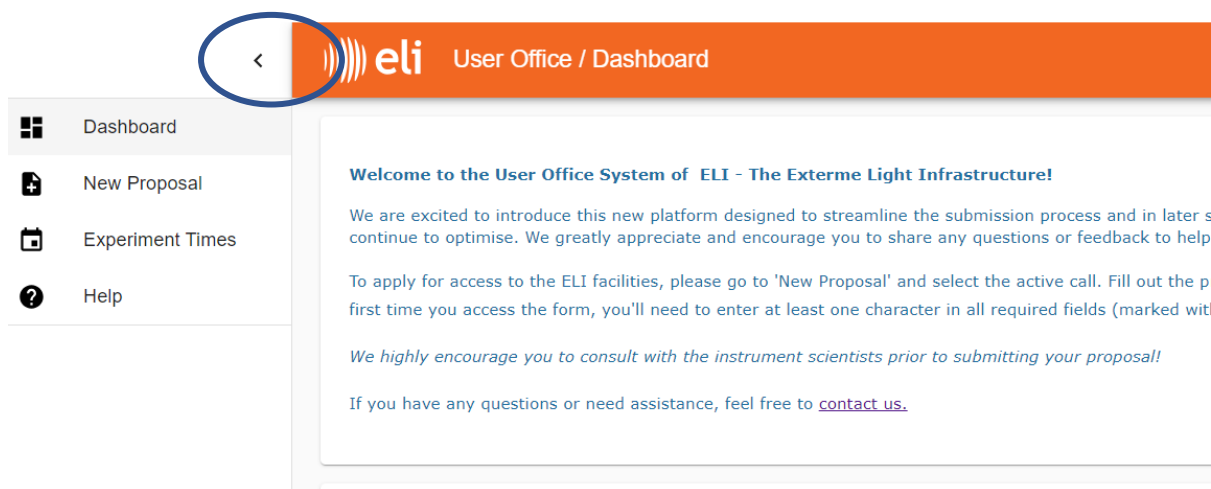 eli User Office / Dashboard
Dashboard
New Proposal
Experiment Times
Help
Welcome to the User Office System of ELI - The Exterme Light Infrastructure!
We are excited to introduce this new platform designed to streamline the submission process and in later s
continue to optimise. We greatly appreciate and encourage you to share any questions or feedback to help
To apply for access to the ELI facilities, please go to 'New Proposal' and select the active call. Fill out the p
first time you access the form, you'll need to enter at least one character in all required fields (marked wit
We highly encourage you to consult with the instrument scientists prior to submitting your proposal!
If you have any questions or need assistance, feel free to contact us.